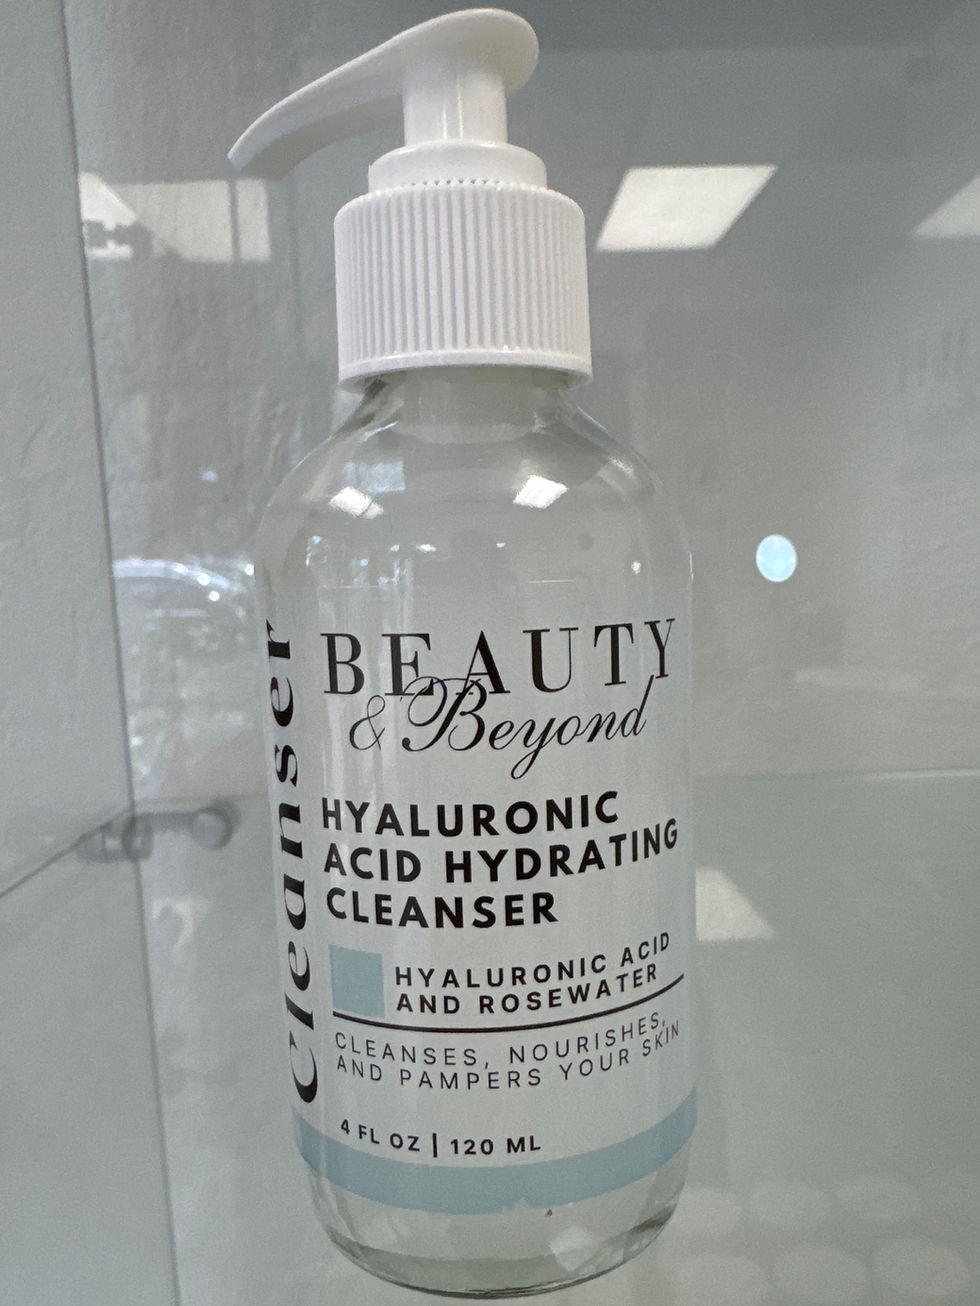 Cleanser
BEAUTY
& Beyond
HYALURONIC
ACID HYDRATING
CLEANSER
HYALURONIC ACID
AND ROSEWATER
CLEANSES, NOURISHES,
AND PAMPERS YOUR SKIN
4 FL OZ | 120 ML